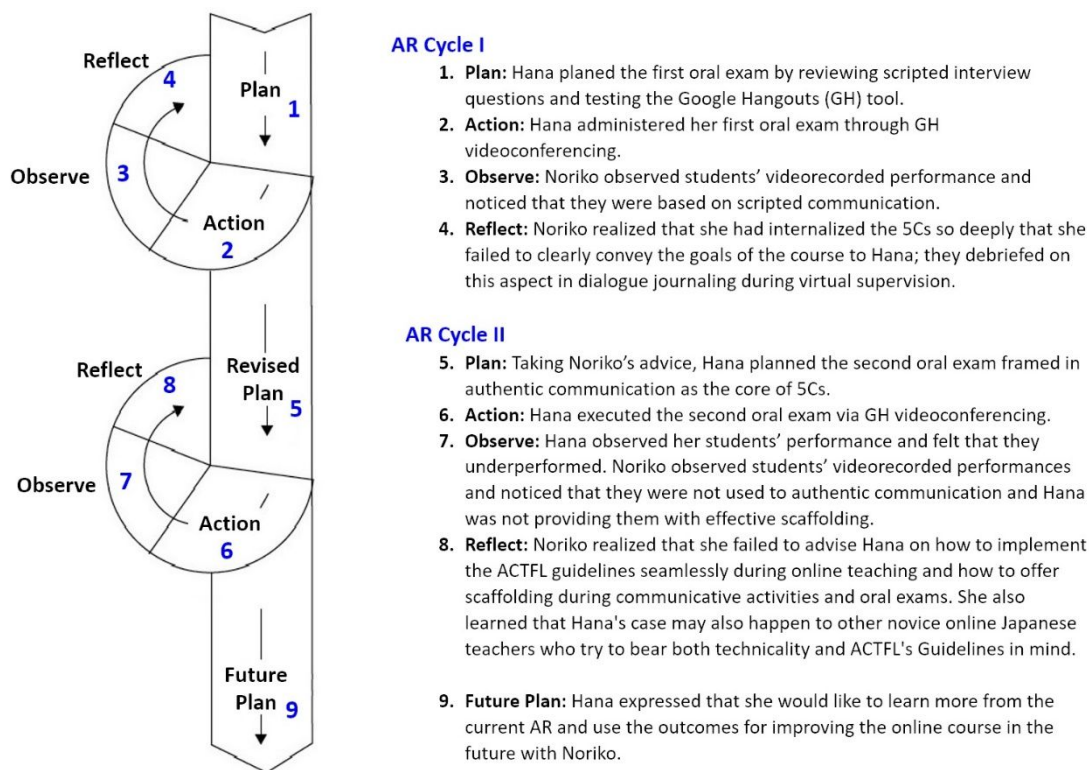 Reflect
4
Plan
1
Observe
3
Action
2
Reflect
8
Revised
Plan
5
Observe
7
Action
6
Future
Plan
9
AR Cycle I
1. Plan: Hana planed the first oral exam by reviewing scripted interview
questions and testing the Google Hangouts (GH) tool.
2. Action: Hana administered her first oral exam through GH
videoconferencing.
3. Observe: Noriko observed students’ videorecorded performance and
noticed that they were based on scripted communication.
4. Reflect: Noriko realized that she had internalized the 5Cs so deeply that she
failed to clearly convey the goals of the course to Hana; they debriefed on
this aspect in dialogue journaling during virtual supervision.
AR Cycle II
5. Plan: Taking Noriko’s advice, Hana planned the second oral exam framed in
authentic communication as the core of 5Cs.
6. Action: Hana executed the second oral exam via GH videoconferencing.
7. Observe: Hana observed her students’ performance and felt that they
underperformed. Noriko observed students’ videorecorded performances
and noticed that they were not used to authentic communication and Hana
was not providing them with effective scaffolding.
8. Reflect: Noriko realized that she failed to advise Hana on how to implement
the ACTFL guidelines seamlessly during online teaching and how to offer
scaffolding during communicative activities and oral exams. She also
learned that Hana's case may also happen to other novice online Japanese
teachers who try to bear both technicality and ACTFL's Guidelines in mind.
9. Future Plan: Hana expressed that she would like to learn more from the
current AR and use the outcomes for improving the online course in the
future with Noriko.